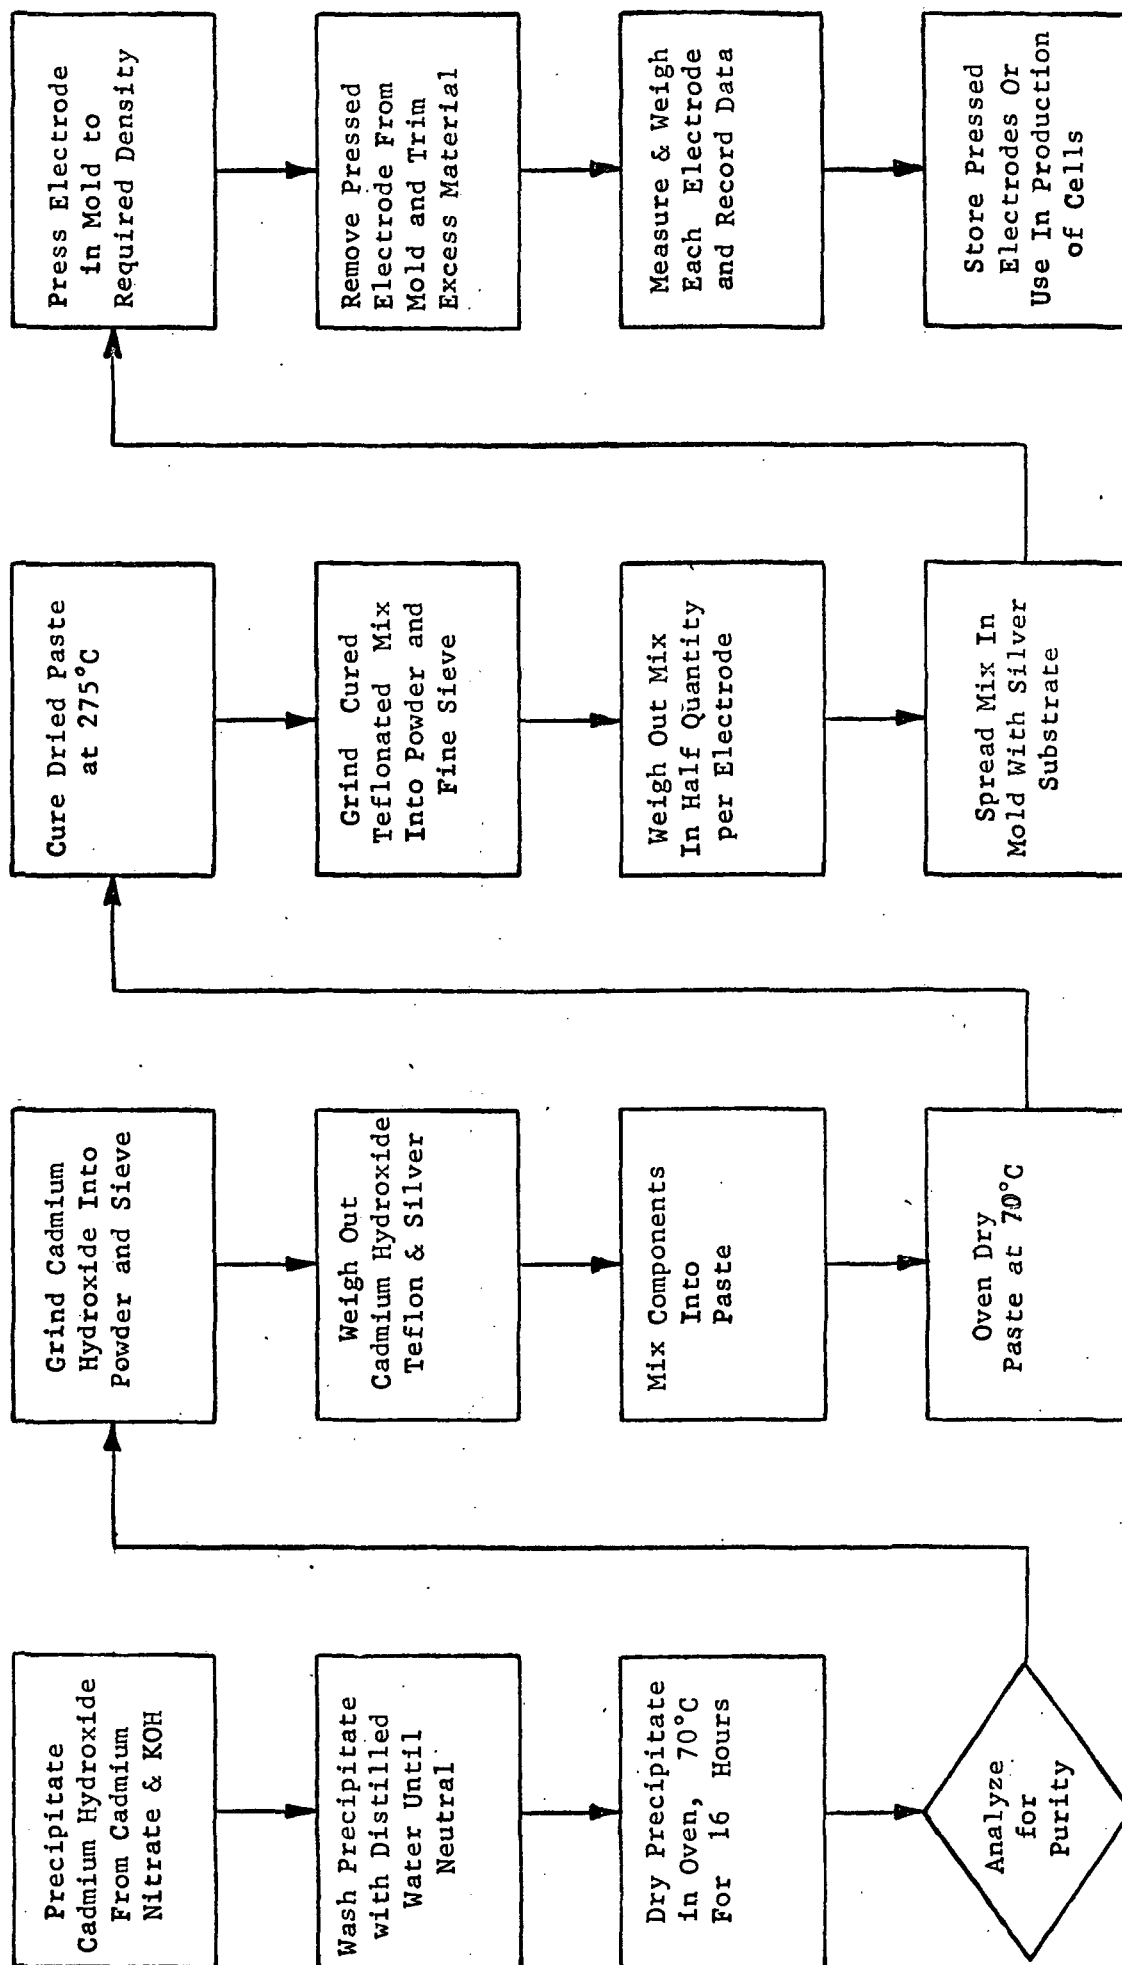 Precipitate
Cadmium Hydroxide
From Cadmium
Nitrate & KOH
Wash Precipitate
with Distilled
Water Until
Neutral
Dry Precipitate
in Oven, 70°C
For 16 Hours
Analyze
for
Purity
Grind Cadmium
Hydroxide Into
Powder and Sieve
Weigh Out
Cadmium Hydroxide
Teflon & Silver
Mix Components
Into
Paste
Oven Dry
Paste at 70°C
Cure Dried Paste
at 275°C
Grind Cured
Teflonated Mix
Into Powder and
Fine Sieve
Weigh Out Mix
In Half Quantity
per Electrode
Spread Mix In
Mold With Silver
Substrate
Press Electrode
in Mold to
Required Density
Remove Pressed
Electrode From
Mold and Trim
Excess Material
Measure & Weigh
Each Electrode
and Record Data
Store Pressed
Electrodes Or
Use In Production
of Cells